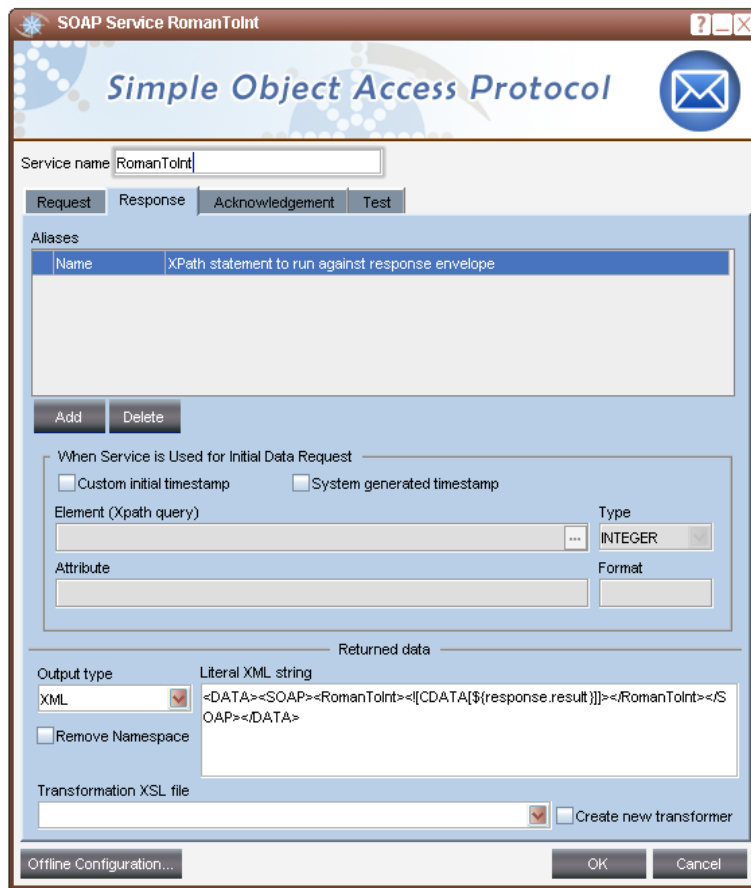 SOAP Service RomanToInt
Simple Object Access Protocol
Service name RomanToInt
Request Response Acknowledgement Test
Aliases
Name XPath statement to run against response envelope
Add Delete
When Service is Used for Initial Data Request
Custom initial timestamp System generated timestamp
Element (Xpath query) Type
... INTEGER
Attribute Format
Returned data
Output type Literal XML string
XML <DATA><SOAP><RomanToInt><![CDATA[${response.result}]]></RomanToInt></S
OAP></DATA>
Remove Namespace
Transformation XSL file
Create new transformer
Offline Configuration... OK Cancel